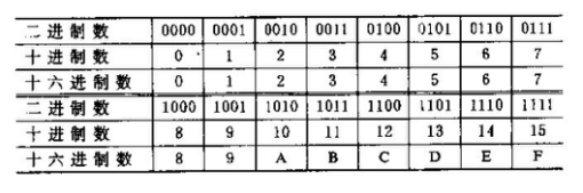 二进制数 0000 0001 0010 0011 0100 0101 0110 0111
十进制数 0 1 2 3 4 5 6 7
十六进制数 0 1 2 3 4 5 6 7
二进制数 1000 1001 1010 1011 1100 1101 1110 1111
十进制数 8 9 10 11 12 13 14 15
十六进制数 8 9 A B C D E F